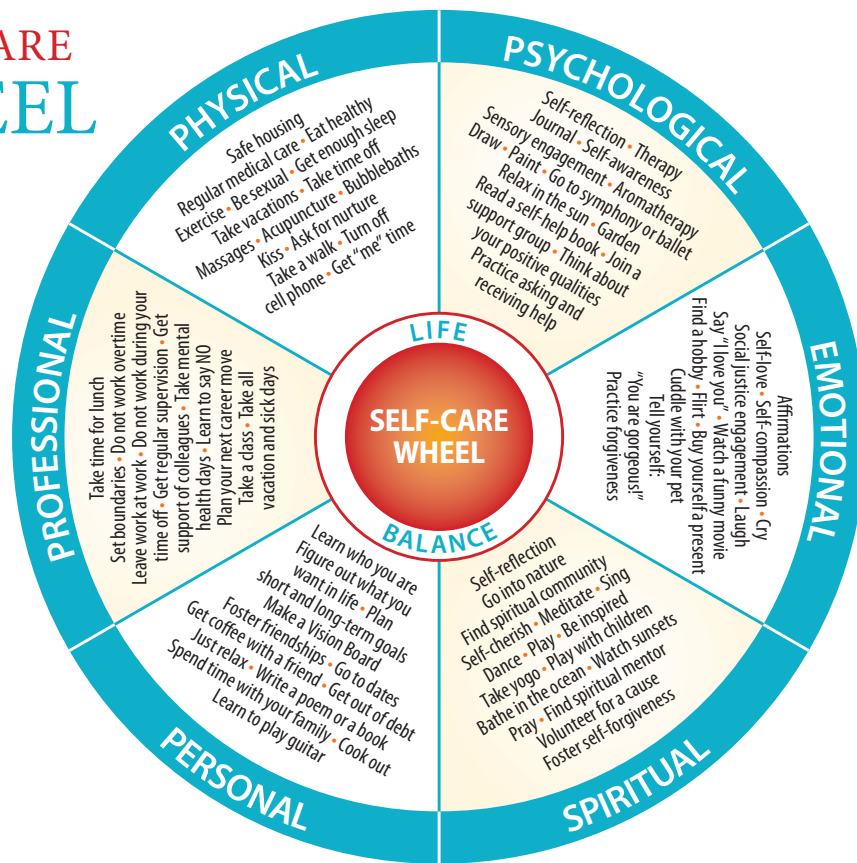 ARE
EEL
PHYSICAL
Safe housing
Regular medical care • Eat healthy
Exercise • Be sexual • Get enough sleep
Take vacations • Take time off
Massages • Acupuncture • Bubblebaths
Kiss • Ask for nurture
Take a walk • Turn off
cell phone • Get "me" time
PSYCHOLOGICAL
Self-reflection • Therapy
Journal • Self-awareness
Sensory engagement • Aromatherapy
Draw • Paint • Go to symphony or ballet
Relax in the sun • Garden
Read a self-help book • Join a
support group • Think about
your positive qualities
Practice asking and
receiving help
EMOTIONAL
Affirmations
Self-love • Self-compassion • Cry
Social justice engagement • Laugh
Say "I love you" • Watch a funny movie
Find a hobby • Flirt • Buy yourself a present
Cuddle with your pet
Tell yourself:
"You are gorgeous!"
Practice forgiveness
SPIRITUAL
Self-reflection
Go into nature
Find spiritual community
Self-cherish • Meditate • Sing
Dance • Play • Be inspired
Take yogo • Play with children
Bathe in the ocean • Watch sunsets
Pray • Find spiritual mentor
Volunteer for a cause
Foster self-forgiveness
PERSONAL
Learn who you are
Figure out what you
want in life • Plan
short and long-term goals
Make a Vision Board
Foster friendships • Go to dates
Get coffee with a friend • Get out of debt
Just relax • Write a poem or a book
Spend time with your family • Cook out
Learn to play guitar
PROFESSIONAL
Take time for lunch
Set boundaries • Do not work overtime
Leave work at work • Do not work during your
time off • Get regular supervision • Get
support of colleagues • Take mental
health days • Learn to say NO
Plan your next career move
Take a class • Take all
vacation and sick days
LIFE
SELF-CARE
WHEEL
BALANCE